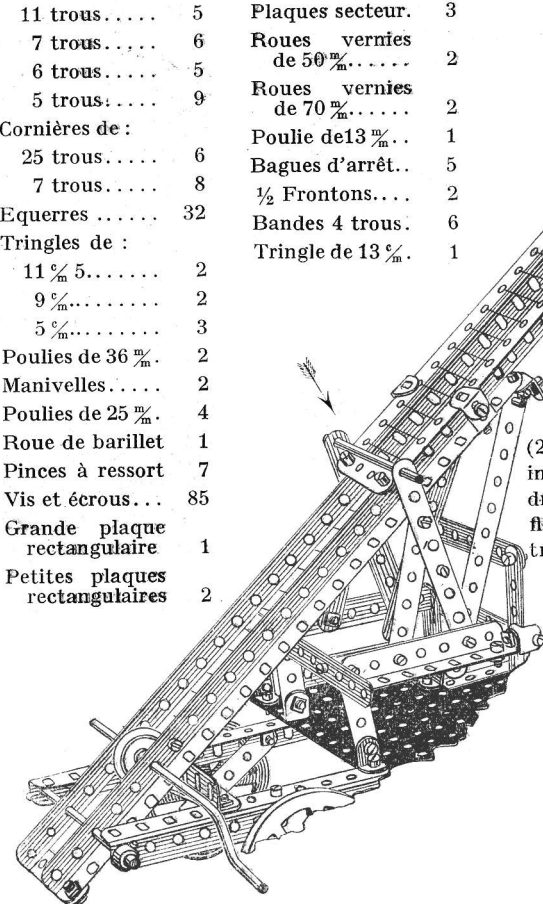 11 trous..... 5
7 trous..... 6
6 trous..... 5
5 trous..... 9
Cornières de :
25 trous..... 6
7 trous..... 8
Equerres ...... 32
Tringles de :
11 c/m 5....... 2
9 c/m......... 2
5 c/m......... 3
Poulies de 36 m/m. 2
Manivelles..... 2
Poulies de 25 m/m. 4
Roue de barillet 1
Pinces à ressort 7
Vis et écrous... 85
Grande plaque
rectangulaire 1
Petites plaques
rectangulaires 2
Plaques secteur. 3
Roues vernies
de 50 m/m...... 2
Roues vernies
de 70 m/m...... 2
Poulie de13 m/m.. 1
Bagues d'arrêt.. 5
½ Frontons.... 2
Bandes 4 trous. 6
Tringle de 13 c/m. 1
(2
in